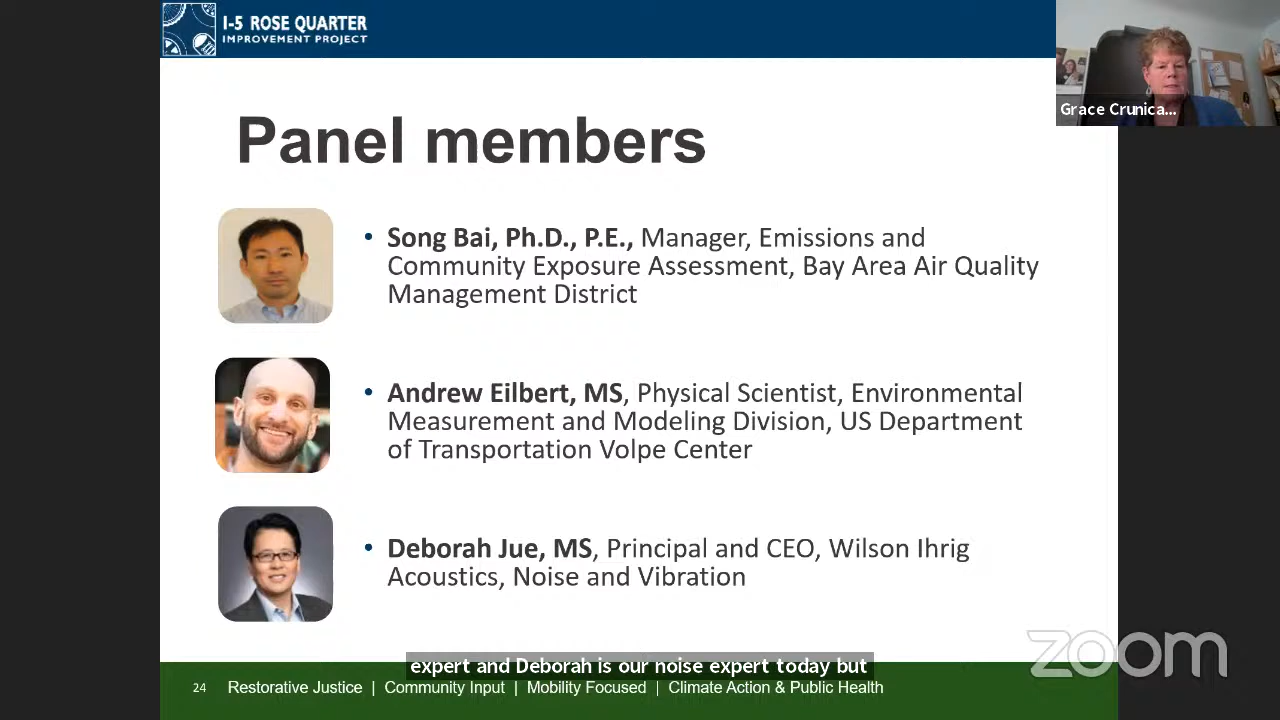 I-5 ROSE QUARTER
IMPROVEMENT PROJECT
Grace Crunica...
Panel members
• Song Bai, Ph.D., P.E., Manager, Emissions and
Community Exposure Assessment, Bay Area Air Quality
Management District
• Andrew Eilbert, MS, Physical Scientist, Environmental
Measurement and Modeling Division, US Department
of Transportation Volpe Center
• Deborah Jue, MS, Principal and CEO, Wilson Ihrig
Acoustics, Noise and Vibration
zoom
expert and Deborah is our noise expert today but
24 Restorative Justice | Community Input | Mobility Focused | Climate Action & Public Health